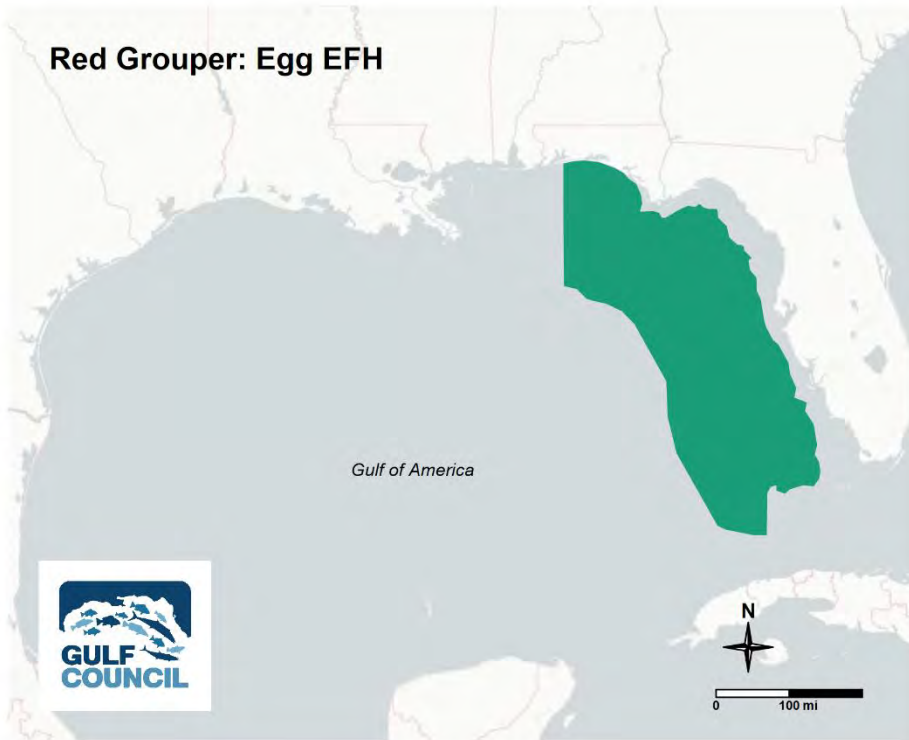 Red Grouper: Egg EFH
Gulf of America
GULF
COUNCIL
N
0 100 mi